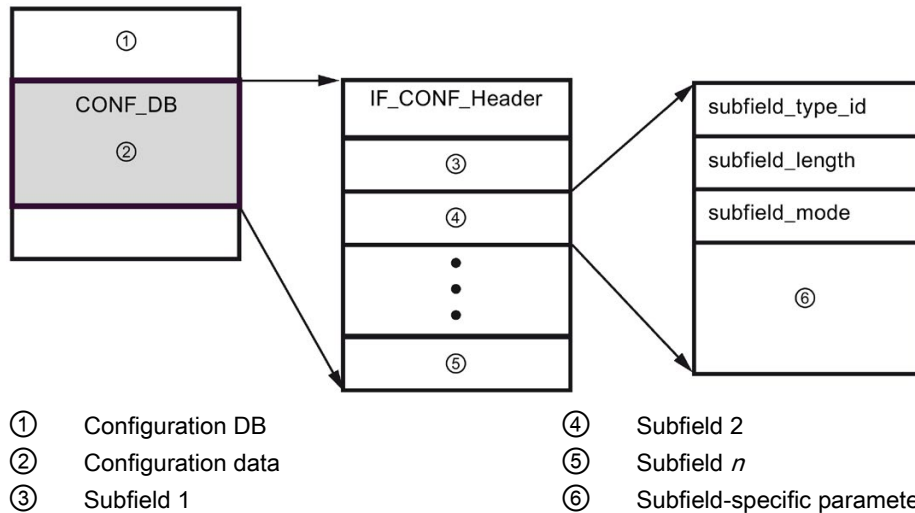 ①
CONF_DB
②
IF_CONF_Header
③
④
⑤
subfield_type_id
subfield_length
subfield_mode
⑥
① Configuration DB
② Configuration data
③ Subfield 1
④ Subfield 2
⑤ Subfield n
⑥ Subfield-specific paramete